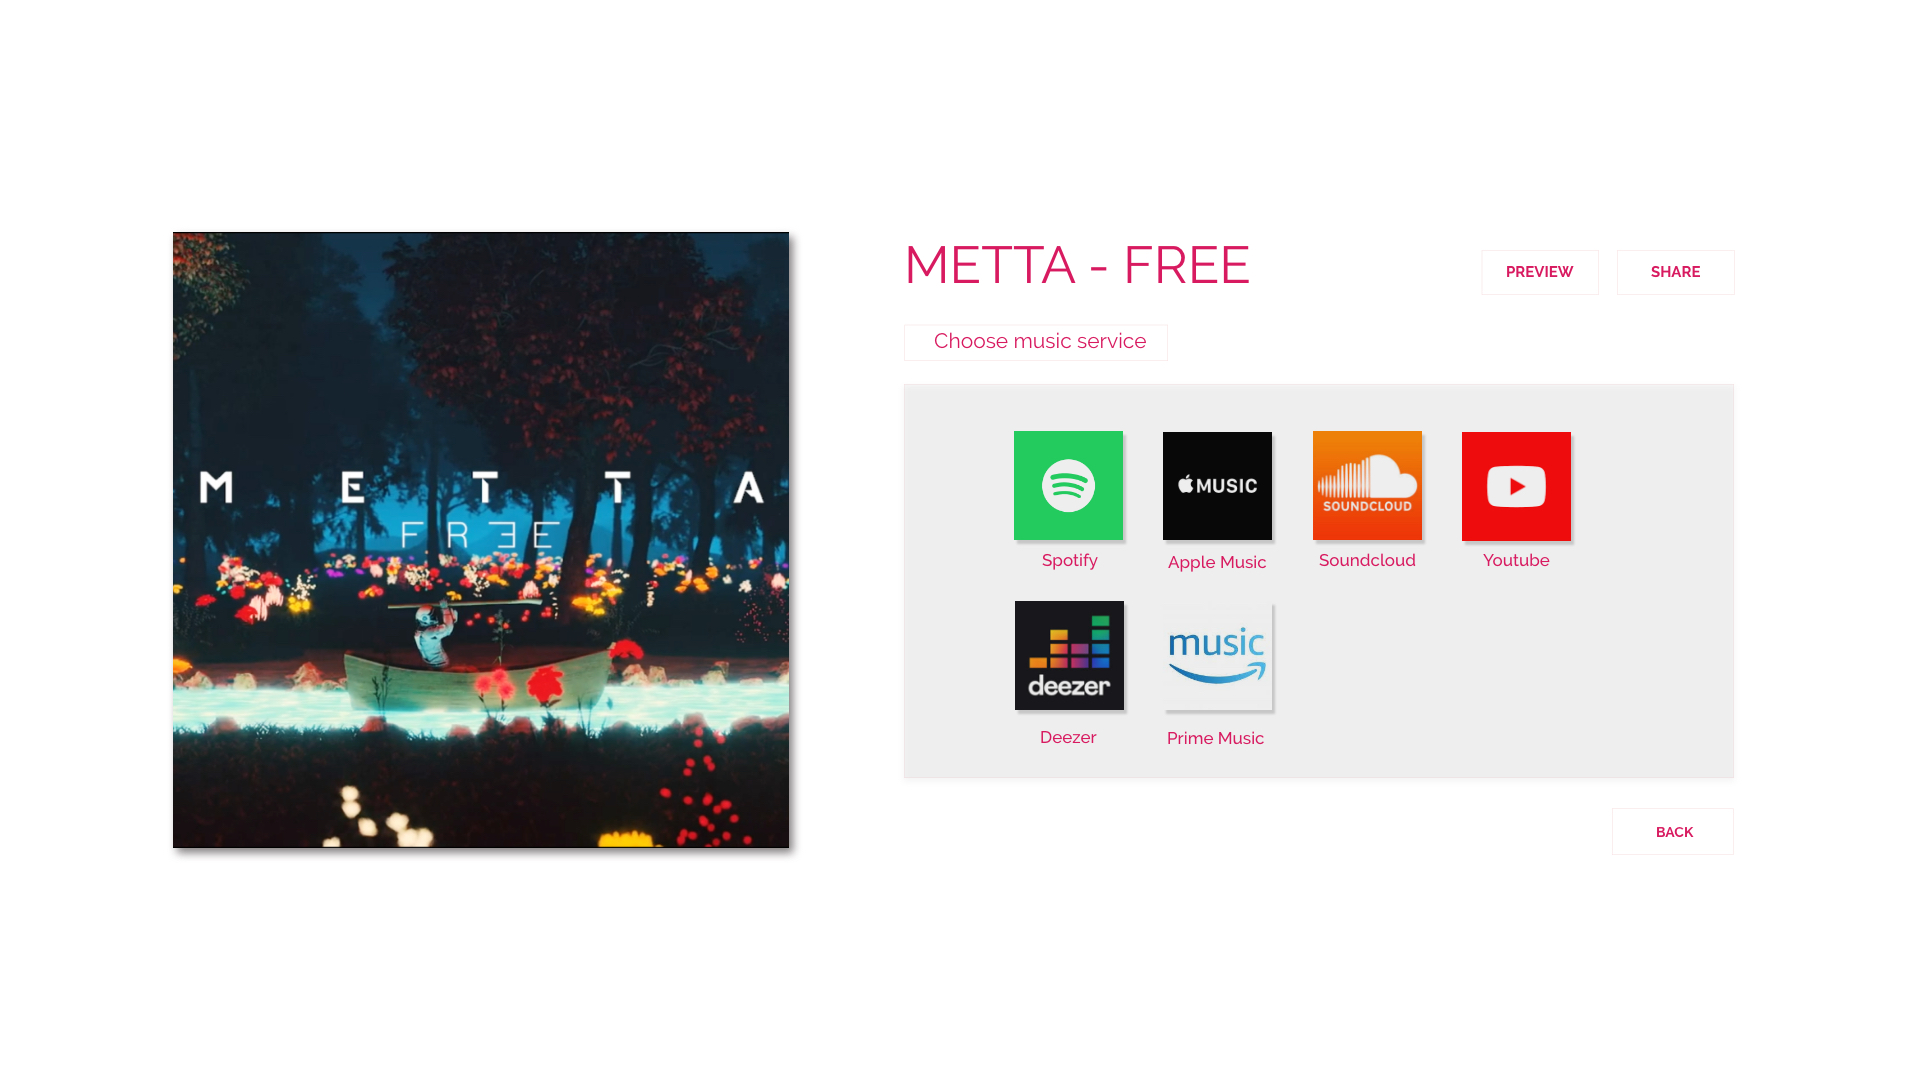 M E T T A
FRƎE
METTA - FREE
PREVIEW
SHARE
Choose music service
MUSIC
SOUNDCLOUD
Spotify
Apple Music
Soundcloud
Youtube
deezer
music
Deezer
Prime Music
BACK